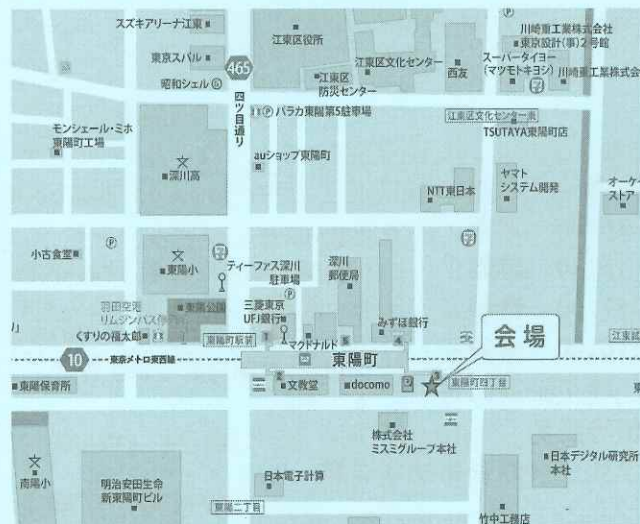 スズキアリーナ江東
東京スバル
昭和シェル
465
四ツ目通り
江東区役所
江東区
防災センター
江東区文化センター
西友
P
川崎重工業株式会社
東京設計(事)2号館
スーパータイヨー
(マツモトキヨシ)
川崎重工業株式会
P パラカ東陽第5駐車場
TSUTAYA東陽町店
モンシェール・ミホ
東陽町工場
深川高
auショップ東陽町
NTT東日本
ヤマト
システム開発
オーケー
ストア
小古食堂
P
東陽小
ティーファス深川
駐車場
P
深川
郵便局
羽田空港
東陽公園
三菱東京
UFJ銀行
みずほ銀行
くすりの福太郎
東陽町駅前
マクドナルド
会場
10
東京メトロ東西線
東陽町
東陽保育所
文教堂
docomo
東陽町四丁目
株式会社
ミスミグループ本社
南陽小
明治安田生命
新東陽町ビル
日本電子計算
東陽二丁目
竹中工務店
日本デジタル研究所
本社